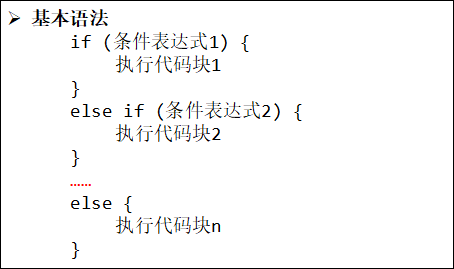 ➢ 基本语法
if (条件表达式1) {
执行代码块1
}
else if (条件表达式2) {
执行代码块2
}
……
else {
执行代码块n
}